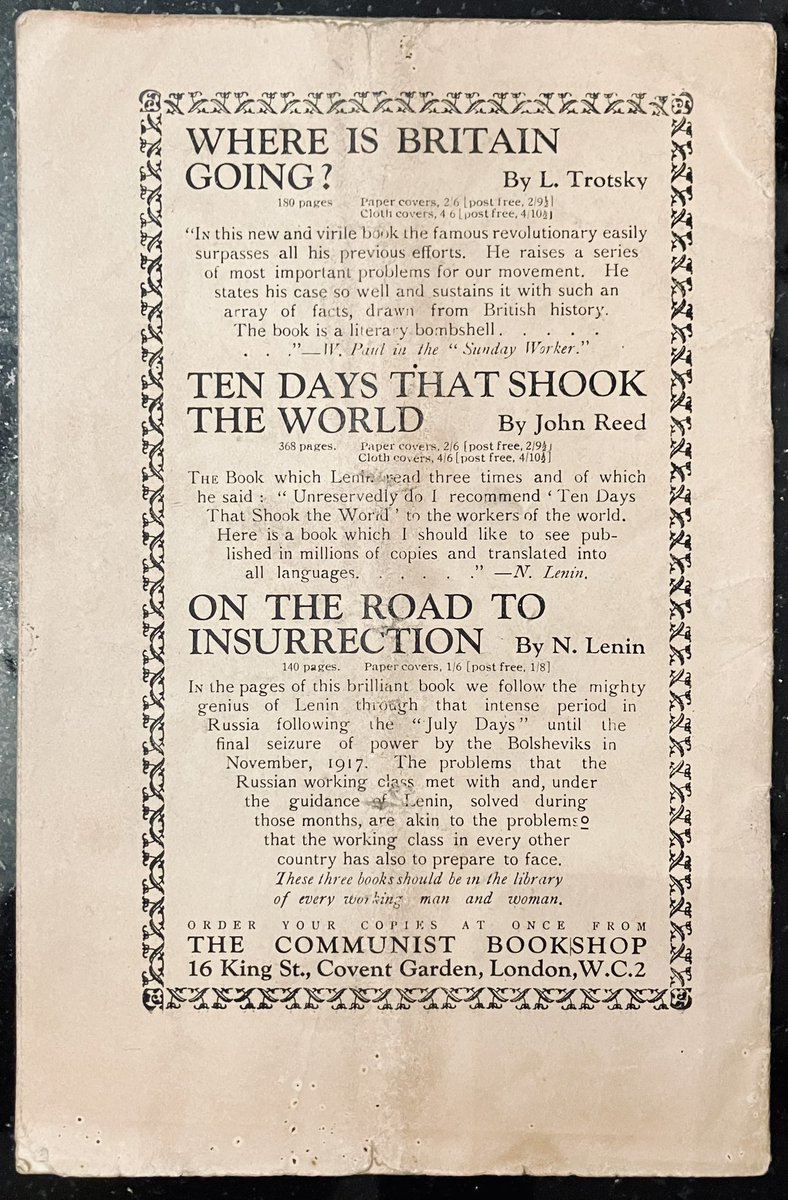 WHERE IS BRITAIN
GOING? By L. Trotsky
180 pages Paper covers, 2/6 [post free, 2/9½]
Cloth covers, 4/6 [post free, 4/10½]
"In this new and virile book the famous revolutionary easily
surpasses all his previous efforts. He raises a series
of most important problems for our movement. He
states his case so well and sustains it with such an
array of facts, drawn from British history.
The book is a literary bombshell . . . . .
. . ."—W. Paul in the "Sunday Worker."
TEN DAYS THAT SHOOK
THE WORLD By John Reed
368 pages. Paper covers, 2/6 [post free, 2/9½]
Cloth covers, 4/6 [post free, 4/10½]
The Book which Lenin read three times and of which
he said : " Unreservedly do I recommend ' Ten Days
That Shook the World ' to the workers of the world.
Here is a book which I should like to see pub-
lished in millions of copies and translated into
all languages. . . . . . ." —N. Lenin.
ON THE ROAD TO
INSURRECTION By N. Lenin
140 pages. Paper covers, 1/6 [post free, 1/8]
In the pages of this brilliant book we follow the mighty
genius of Lenin through that intense period in
Russia following the "July Days" until the
final seizure of power by the Bolsheviks in
November, 1917. The problems that the
Russian working class met with and, under
the guidance of Lenin, solved during
those months, are akin to the problems
that the working class in every other
country has also to prepare to face.
These three books should be in the library
of every working man and woman.
ORDER YOUR COPIES AT ONCE FROM
THE COMMUNIST BOOKSHOP
16 King St., Covent Garden, London, W.C.2